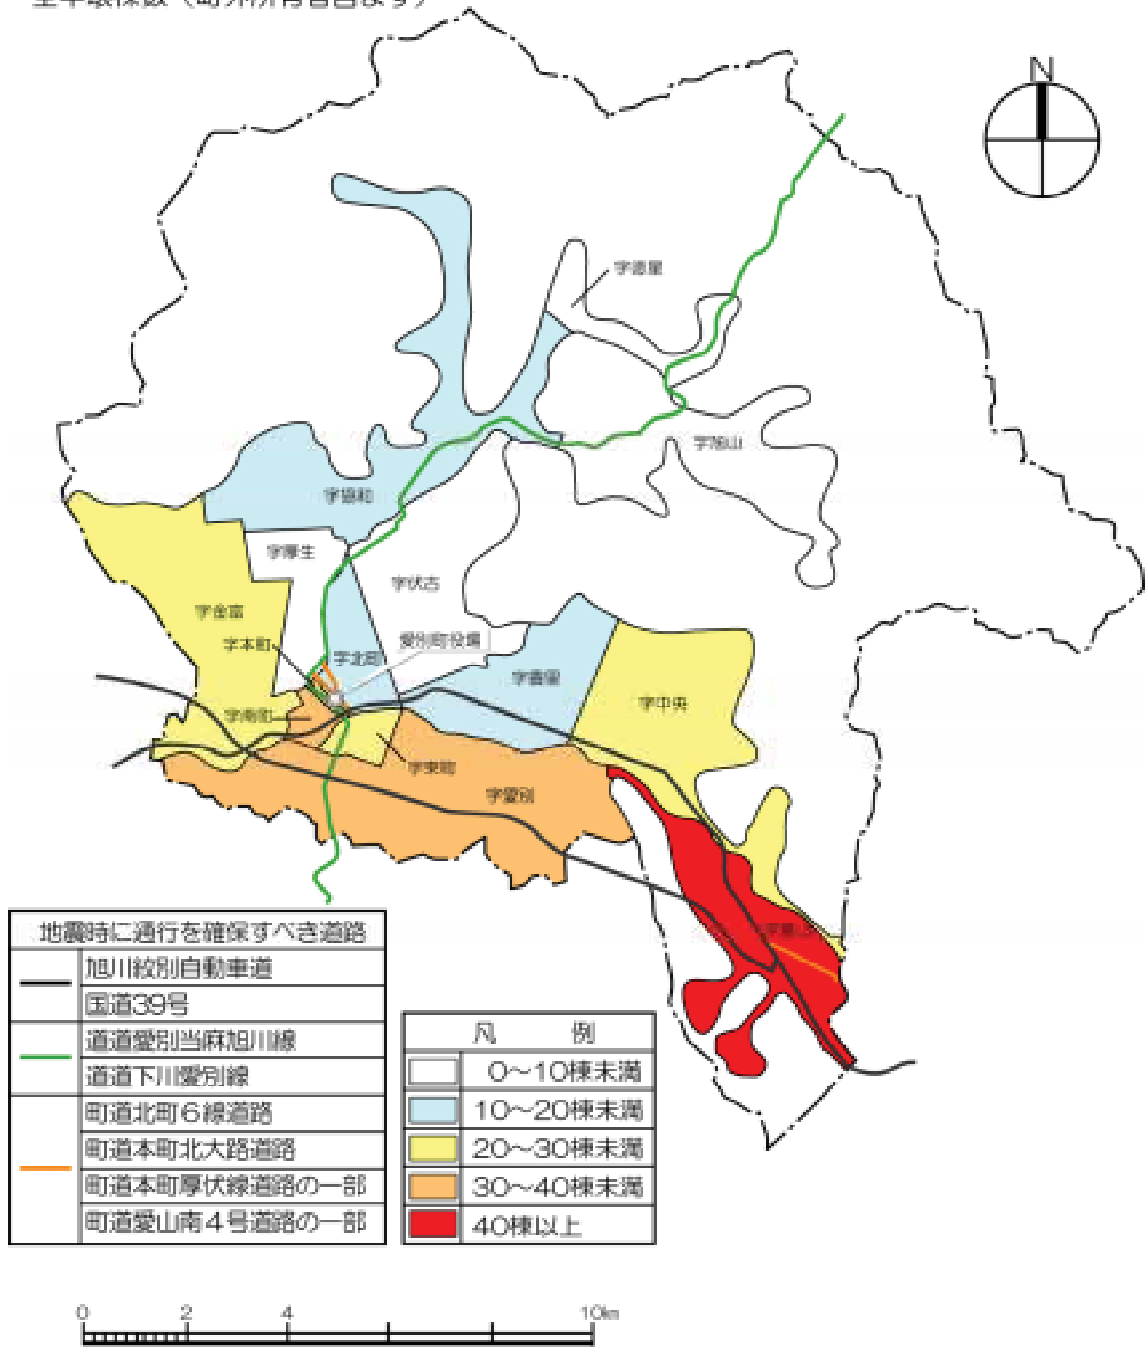 N
字徳星
字旭山
字協和
字厚生
字伏古
字金富
字本町
字北町
愛別町役場
字豊里
字中央
字南町
字東町
字愛別
地震時に通行を確保すべき道路
旭川紋別自動車道
国道39号
道道愛別当麻旭川線
道道下川愛別線
町道北町6線道路
町道本町北大路道路
町道本町厚伏線道路の一部
町道愛山南4号道路の一部
凡 例
0～10棟未満
10～20棟未満
20～30棟未満
30～40棟未満
40棟以上
0 2 4 10km